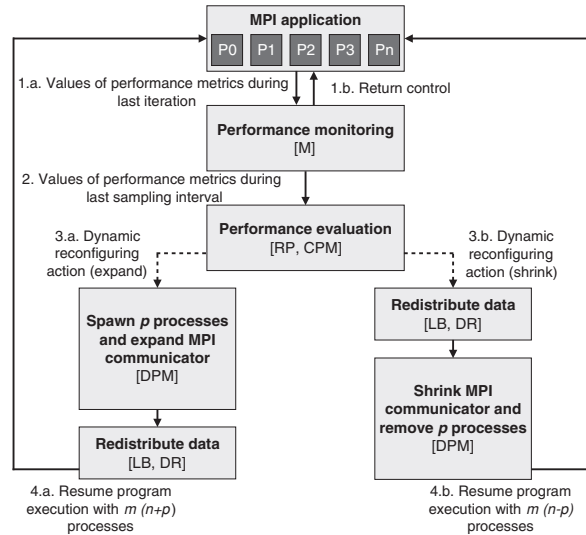 MPI application
P0 P1 P2 P3 Pn
1.a. Values of performance metrics during
last iteration
1.b. Return control
Performance monitoring
[M]
2. Values of performance metrics during
last sampling interval
Performance evaluation
[RP, CPM]
3.a. Dynamic
reconfiguring
action (expand)
3.b. Dynamic
reconfiguring
action (shrink)
Spawn p processes
and expand MPI
communicator
[DPM]
Redistribute data
[LB, DR]
Redistribute data
[LB, DR]
Shrink MPI
communicator and
remove p processes
[DPM]
4.a. Resume program
execution with m (n+p)
processes
4.b. Resume program
execution with m (n-p)
processes